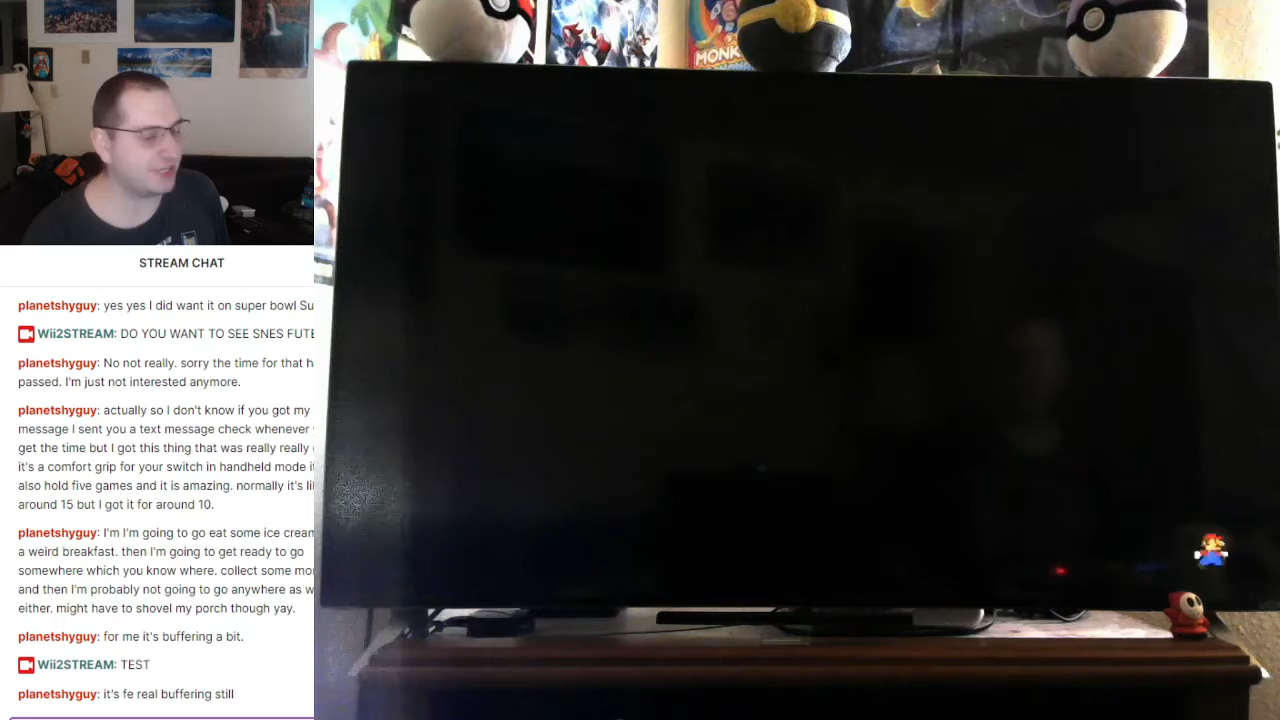 MONK
STREAM CHAT
planetshyguy: yes yes I did want it on super bowl Su
Wii2STREAM: DO YOU WANT TO SEE SNES FUTE
planetshyguy: No not really. sorry the time for that h
passed. I'm just not interested anymore.
planetshyguy: actually so I don't know if you got my
message I sent you a text message check whenever
get the time but I got this thing that was really really
it's a comfort grip for your switch in handheld mode i
also hold five games and it is amazing. normally it's li
around 15 but I got it for around 10.
planetshyguy: I'm I'm going to go eat some ice cream
a weird breakfast. then I'm going to get ready to go
somewhere which you know where. collect some mo
and then I'm probably not going to go anywhere as w
either. might have to shovel my porch though yay.
planetshyguy: for me it's buffering a bit.
Wii2STREAM: TEST
planetshyguy: it's fe real buffering still